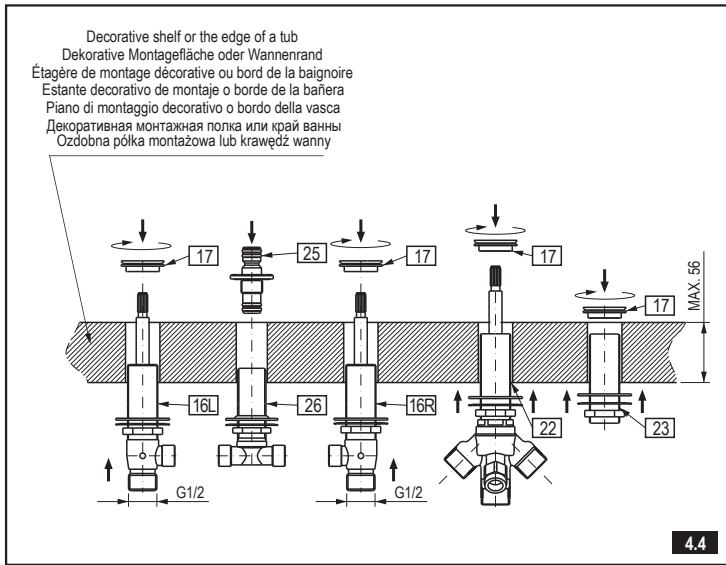 Decorative shelf or the edge of a tub
Dekorative Montagefläche oder Wannenrand
Étagère de montage décorative ou bord de la baignoire
Estante decorativo de montaje o borde de la bañera
Piano di montaggio decorativo o bordo della vasca
Декоративная монтажная полка или край ванны
Ozdobna półka montażowa lub krawędź wanny
17
25
17
17
17
MAX. 56
16L
26
16R
22
23
G1/2
G1/2
4.4